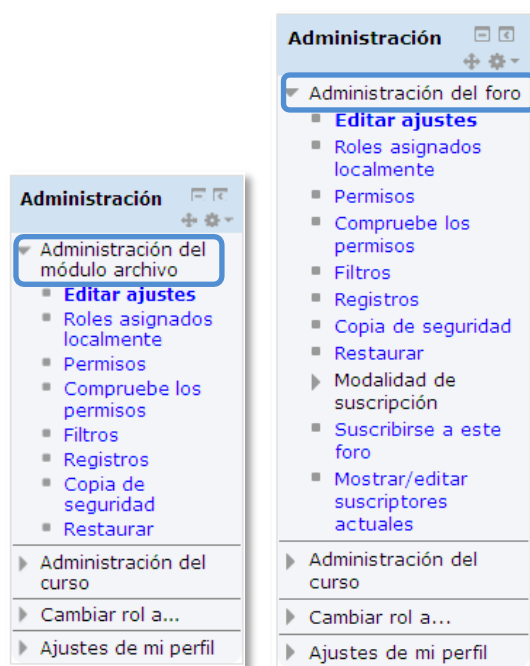 Administración
Administración del
módulo archivo
Editar ajustes
Roles asignados
localmente
Permisos
Compruebe los
permisos
Filtros
Registros
Copia de
seguridad
Restaurar
Administración del
curso
Cambiar rol a...
Ajustes de mi perfil
Administración
Administración del foro
Editar ajustes
Roles asignados
localmente
Permisos
Compruebe los
permisos
Filtros
Registros
Copia de seguridad
Restaurar
Modalidad de
suscripción
Suscribirse a este
foro
Mostrar/editar
suscriptores
actuales
Administración del
curso
Cambiar rol a...
Ajustes de mi perfil